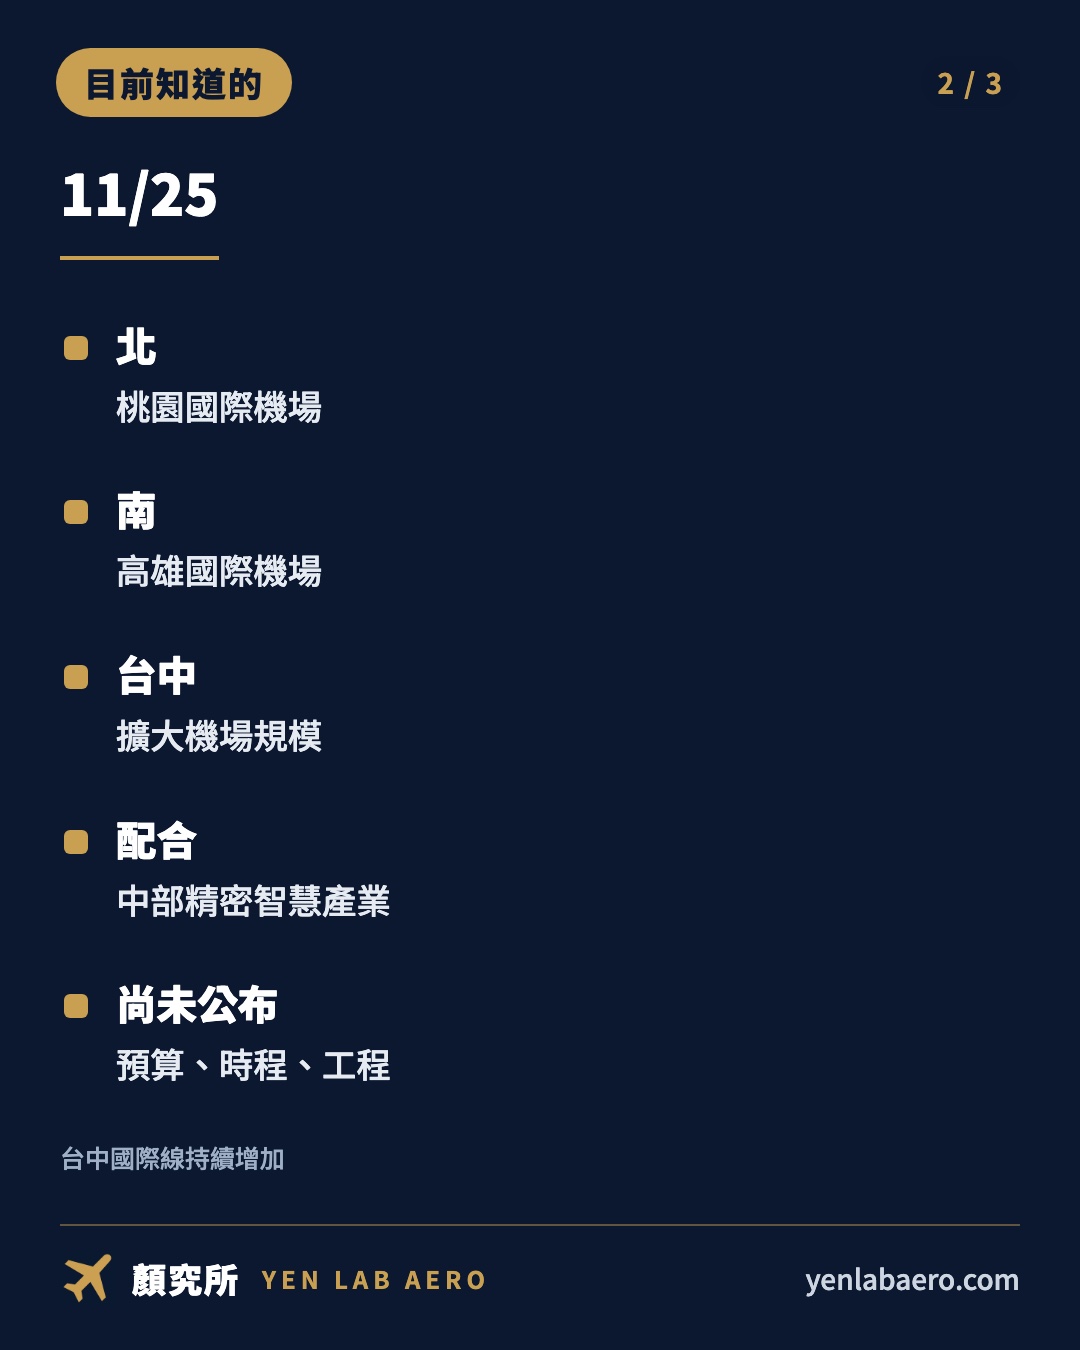 目前知道的
2 / 3
11/25
北
桃園國際機場
南
高雄國際機場
台中
擴大機場規模
配合
中部精密智慧產業
尚未公布
預算、時程、工程
台中國際線持續增加
顏究所 YEN LAB AERO
yenlabaero.com